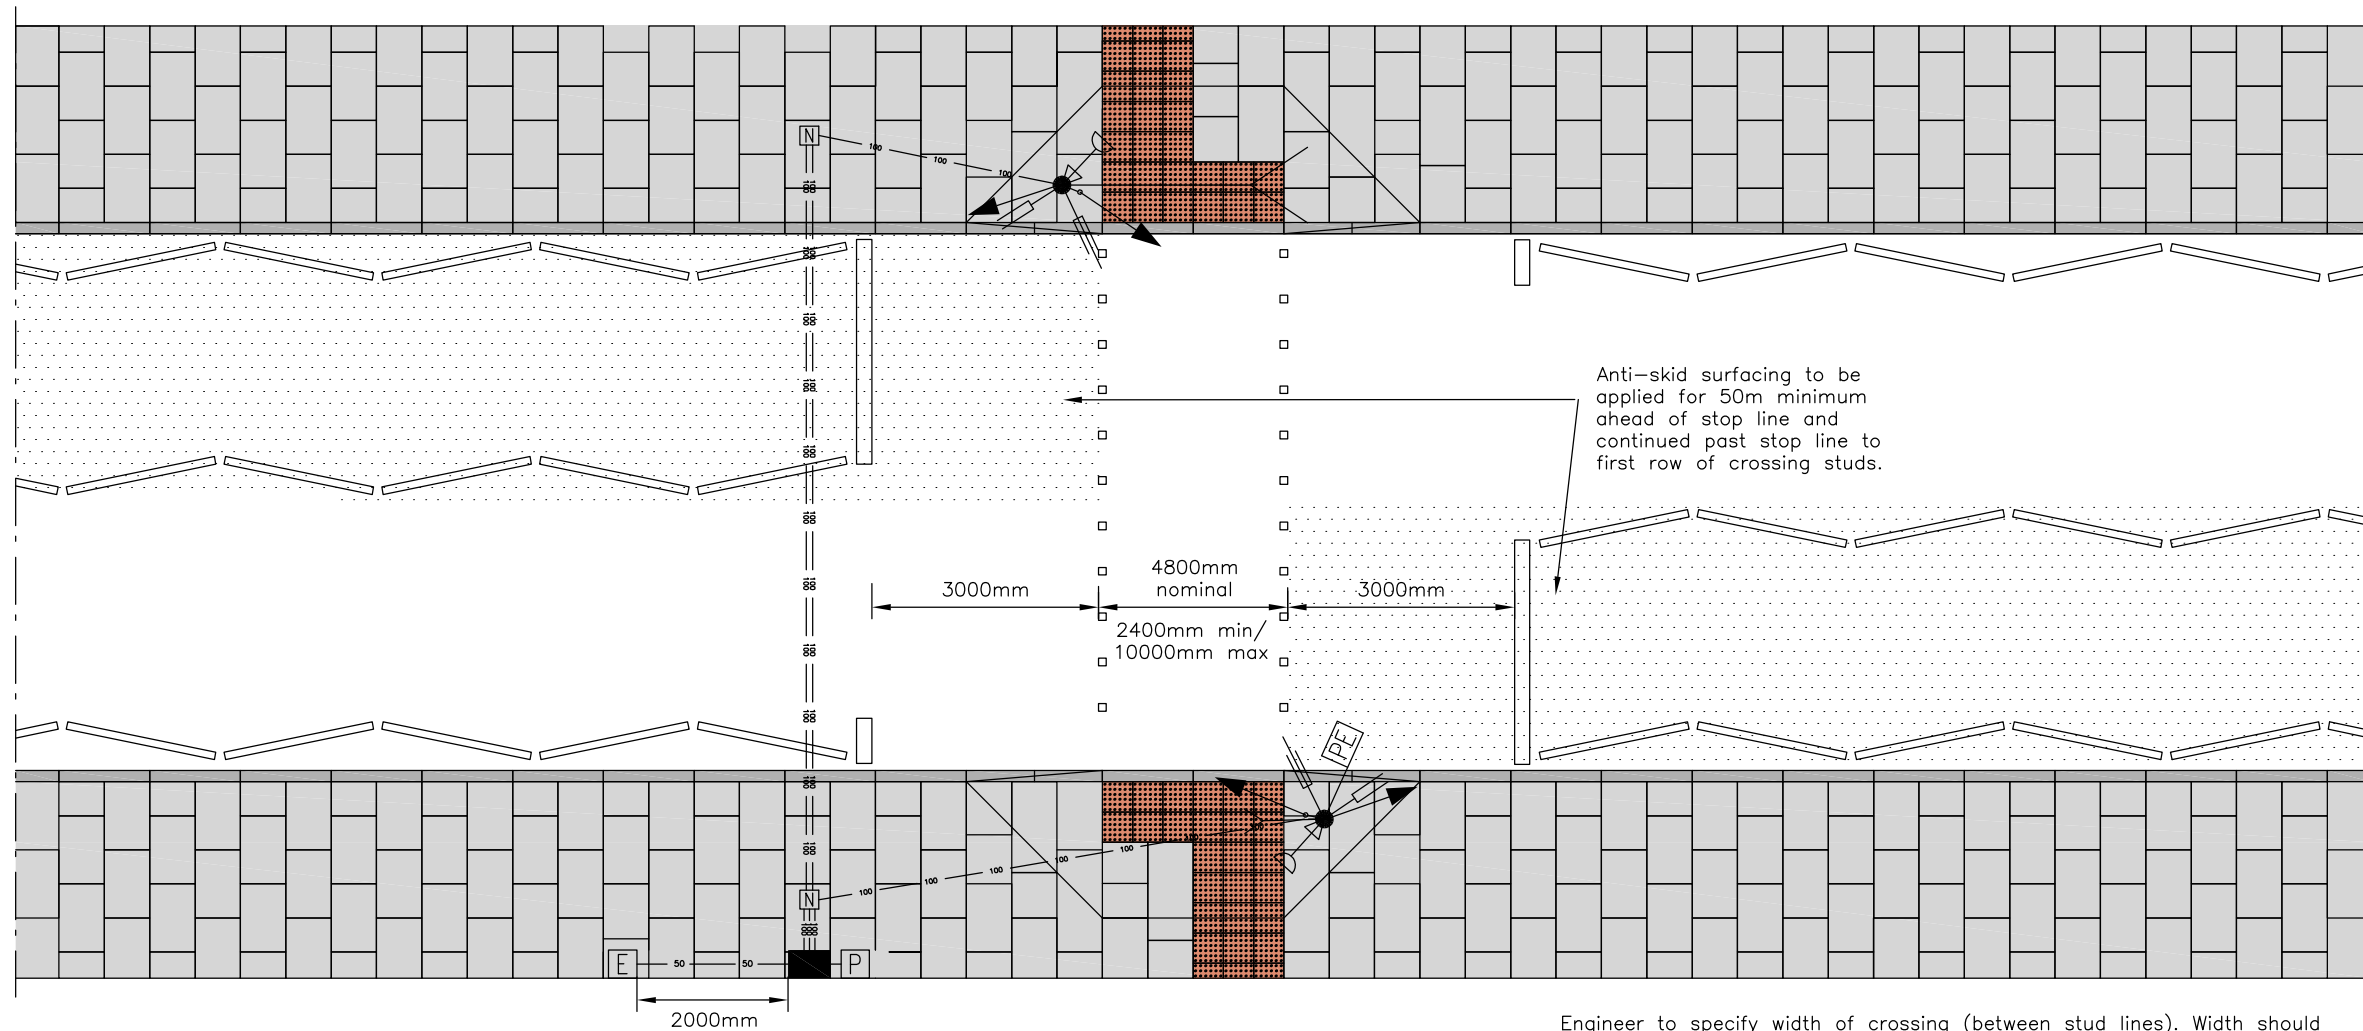 N
100 100 100
Anti-skid surfacing to be
applied for 50m minimum
ahead of stop line and
continued past stop line to
first row of crossing studs.
3000mm
4800mm
nominal
3000mm
2400mm min/
10000mm max
PE
N
100 100 100 100 100 100
E
50 50
P
2000mm
Engineer to specify width of crossing (between stud lines). Width should